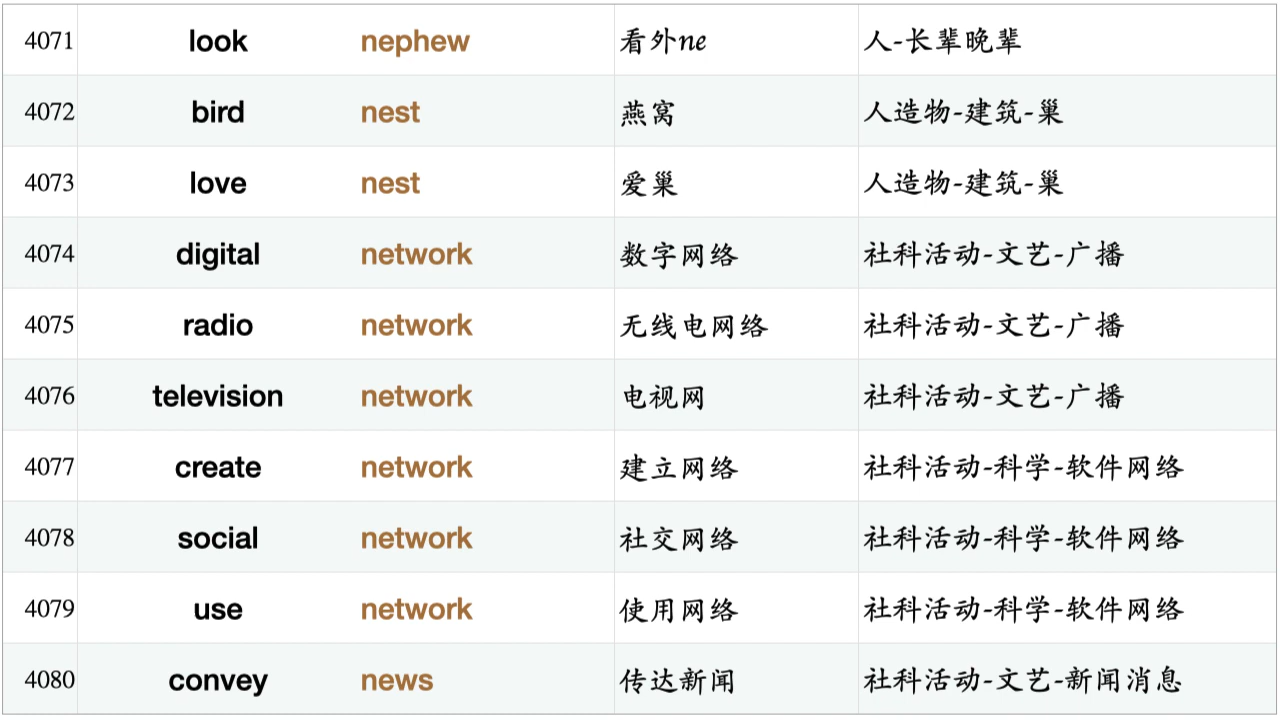 4071 look nephew 看外ne 人-长辈晚辈
4072 bird nest 燕窝 人造物-建筑-巢
4073 love nest 爱巢 人造物-建筑-巢
4074 digital network 数字网络 社科活动-文艺-广播
4075 radio network 无线电网络 社科活动-文艺-广播
4076 television network 电视网 社科活动-文艺-广播
4077 create network 建立网络 社科活动-科学-软件网络
4078 social network 社交网络 社科活动-科学-软件网络
4079 use network 使用网络 社科活动-科学-软件网络
4080 convey news 传达新闻 社科活动-文艺-新闻消息